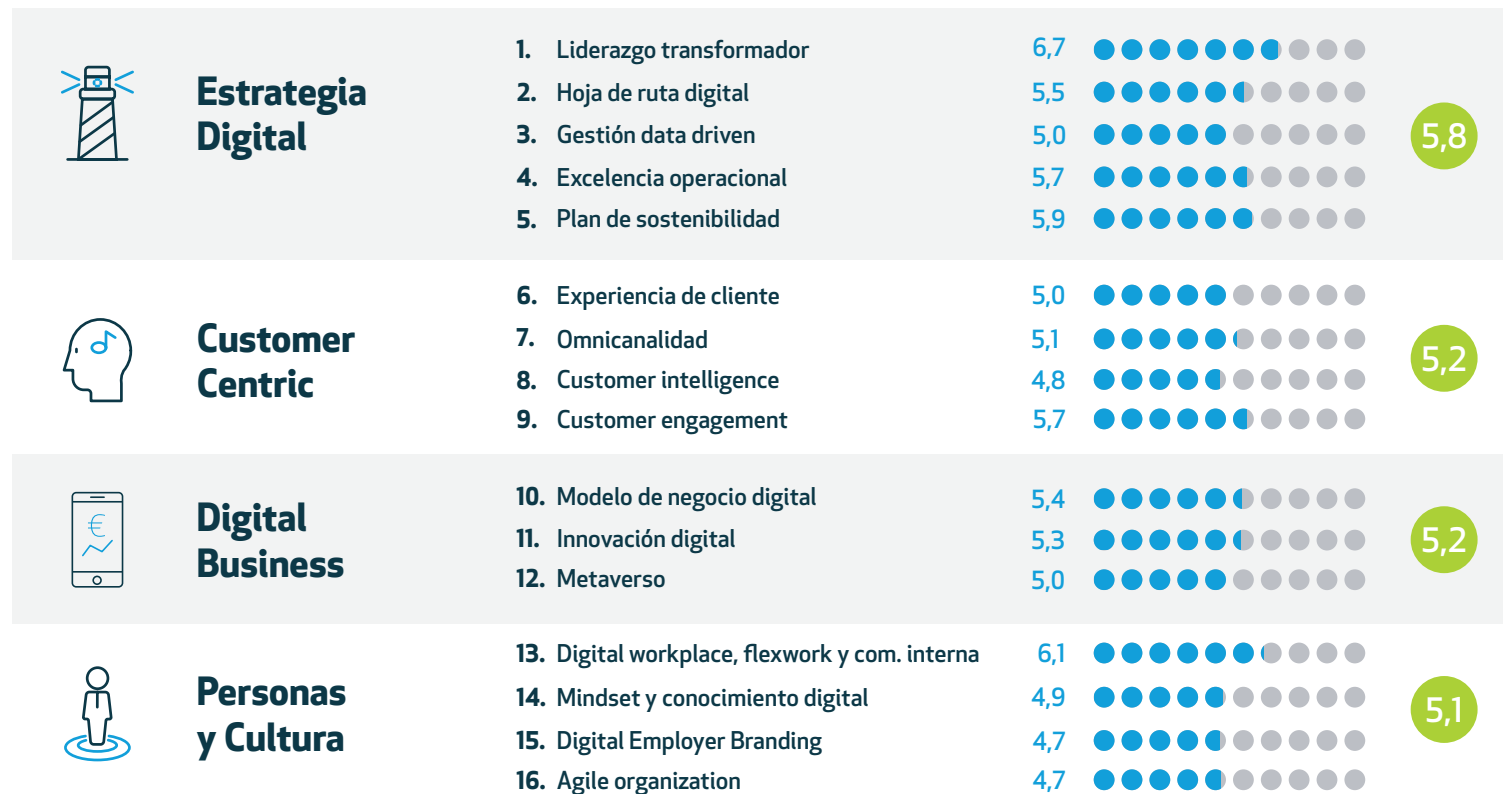 Estrategia
Digital
1. Liderazgo transformador 6,7
2. Hoja de ruta digital 5,5
3. Gestión data driven 5,0
4. Excelencia operacional 5,7
5. Plan de sostenibilidad 5,9
5,8
Customer
Centric
6. Experiencia de cliente 5,0
7. Omnicanalidad 5,1
8. Customer intelligence 4,8
9. Customer engagement 5,7
5,2
€
Digital
Business
10. Modelo de negocio digital 5,4
11. Innovación digital 5,3
12. Metaverso 5,0
5,2
Personas
y Cultura
13. Digital workplace, flexwork y com. interna 6,1
14. Mindset y conocimiento digital 4,9
15. Digital Employer Branding 4,7
16. Agile organization 4,7
5,1